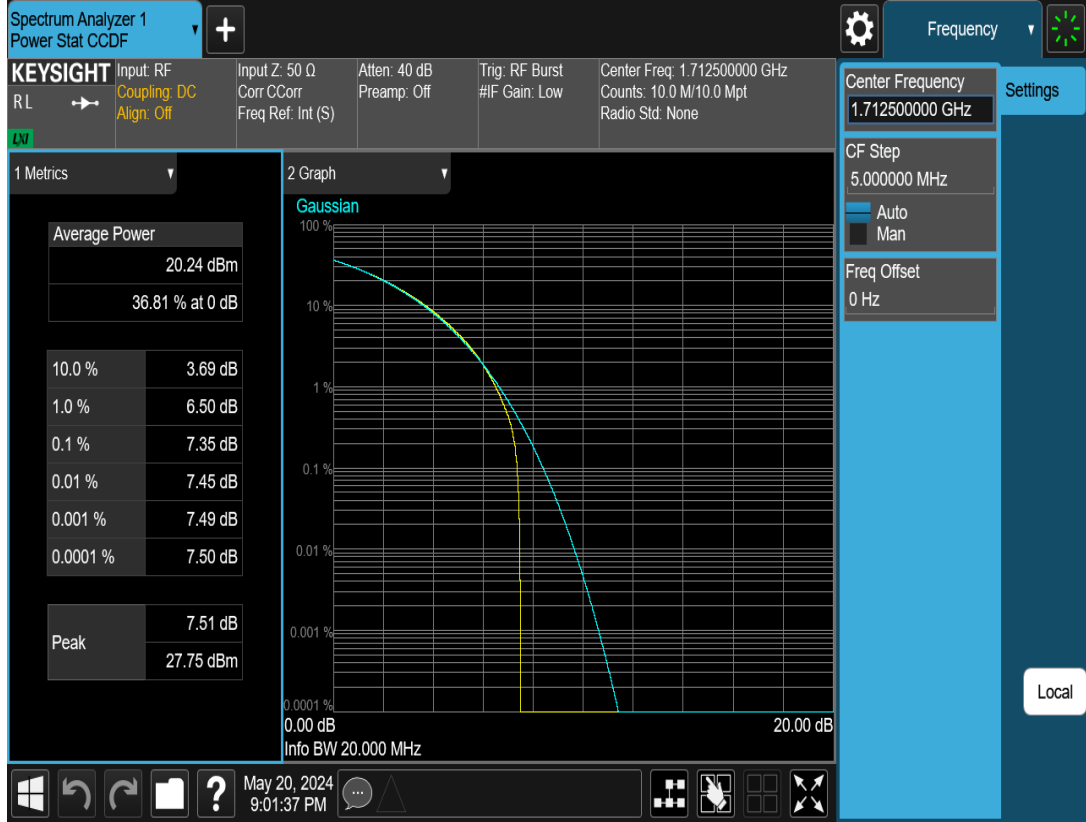 Spectrum Analyzer 1
Power Stat CCDF
+
Frequency
KEYSIGHT
RL
LXI
Input: RF
Coupling: DC
Align: Off
Input Z: 50 Ω
Corr CCorr
Freq Ref: Int (S)
Atten: 40 dB
Preamp: Off
Trig: RF Burst
#IF Gain: Low
Center Freq: 1.712500000 GHz
Counts: 10.0 M/10.0 Mpt
Radio Std: None
Center Frequency
1.712500000 GHz
Settings
CF Step
5.000000 MHz
Auto
Man
Freq Offset
0 Hz
Local
1 Metrics
Average Power
20.24 dBm
36.81 % at 0 dB
10.0 % 3.69 dB
1.0 % 6.50 dB
0.1 % 7.35 dB
0.01 % 7.45 dB
0.001 % 7.49 dB
0.0001 % 7.50 dB
Peak 7.51 dB
27.75 dBm
2 Graph
Gaussian
100 %
10 %
1 %
0.1 %
0.01 %
0.001 %
0.0001 %
0.00 dB 20.00 dB
Info BW 20.000 MHz
?
May 20, 2024
9:01:37 PM